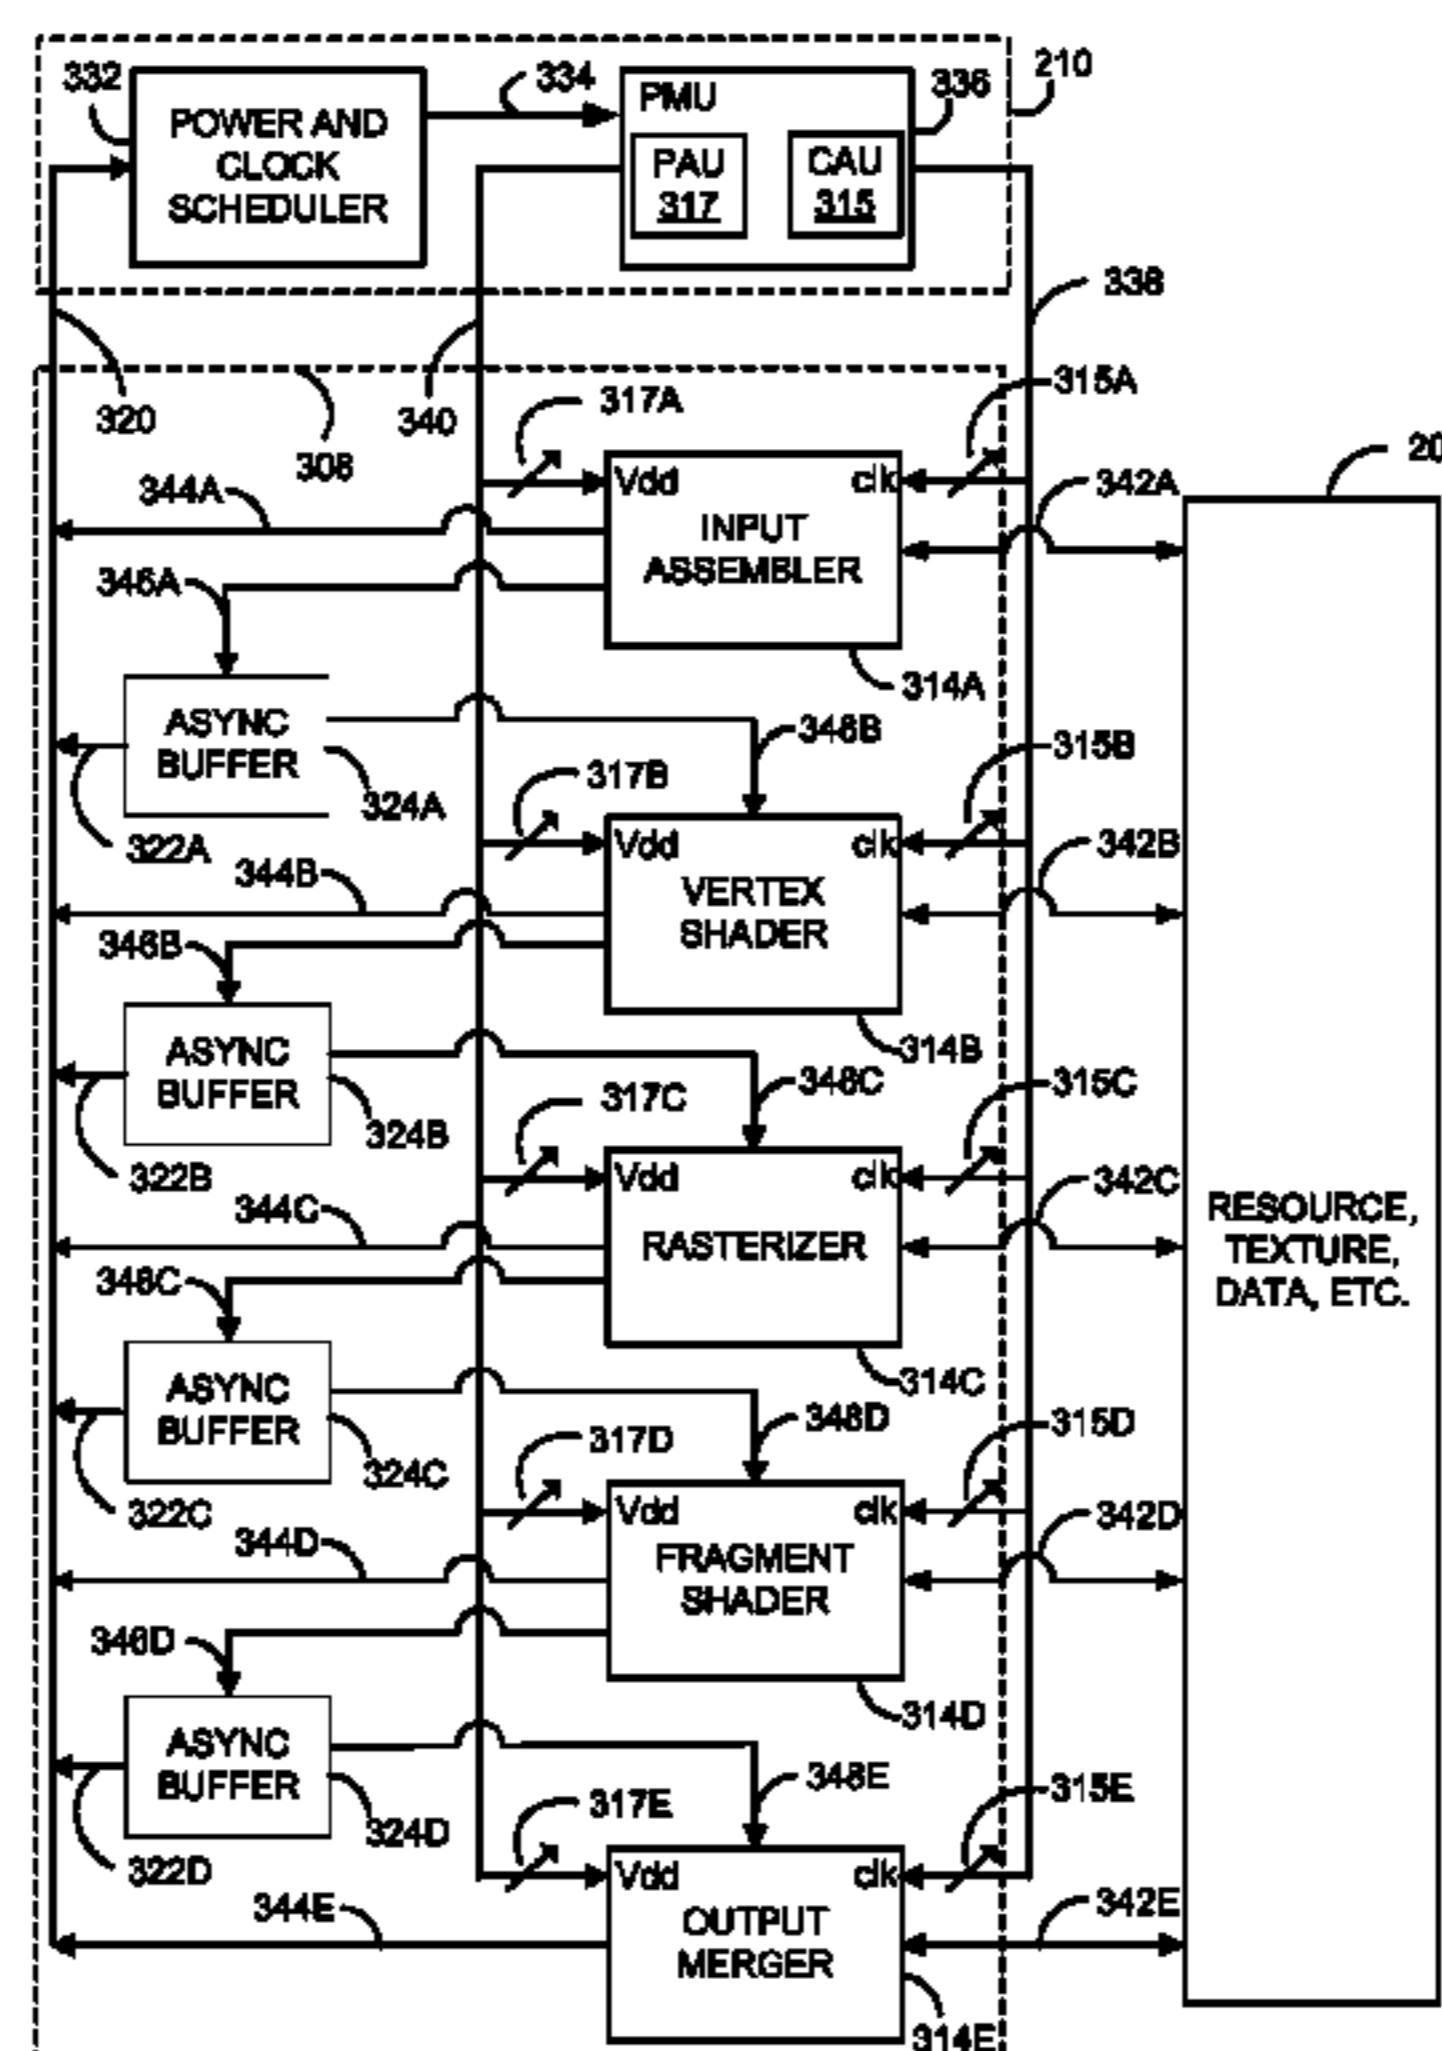 332
POWER AND
CLOCK
SCHEDULER
334
PMU
PAU
317
CAU
315
336
210
338
320
308
340
317A
315A
20
344A
Vdd
clk
INPUT
ASSEMBLER
342A
346A
314A
ASYNC
BUFFER
324A
322A
348B
317B
315B
Vdd
clk
VERTEX
SHADER
342B
344B
346B
314B
ASYNC
BUFFER
324B
322B
348C
317C
315C
Vdd
clk
RASTERIZER
342C
344C
346C
314C
RESOURCE,
TEXTURE,
DATA, ETC.
ASYNC
BUFFER
324C
322C
348D
317D
315D
Vdd
clk
FRAGMENT
SHADER
342D
344D
346D
314D
ASYNC
BUFFER
324D
322D
348E
317E
315E
Vdd
clk
OUTPUT
MERGER
342E
344E
314E